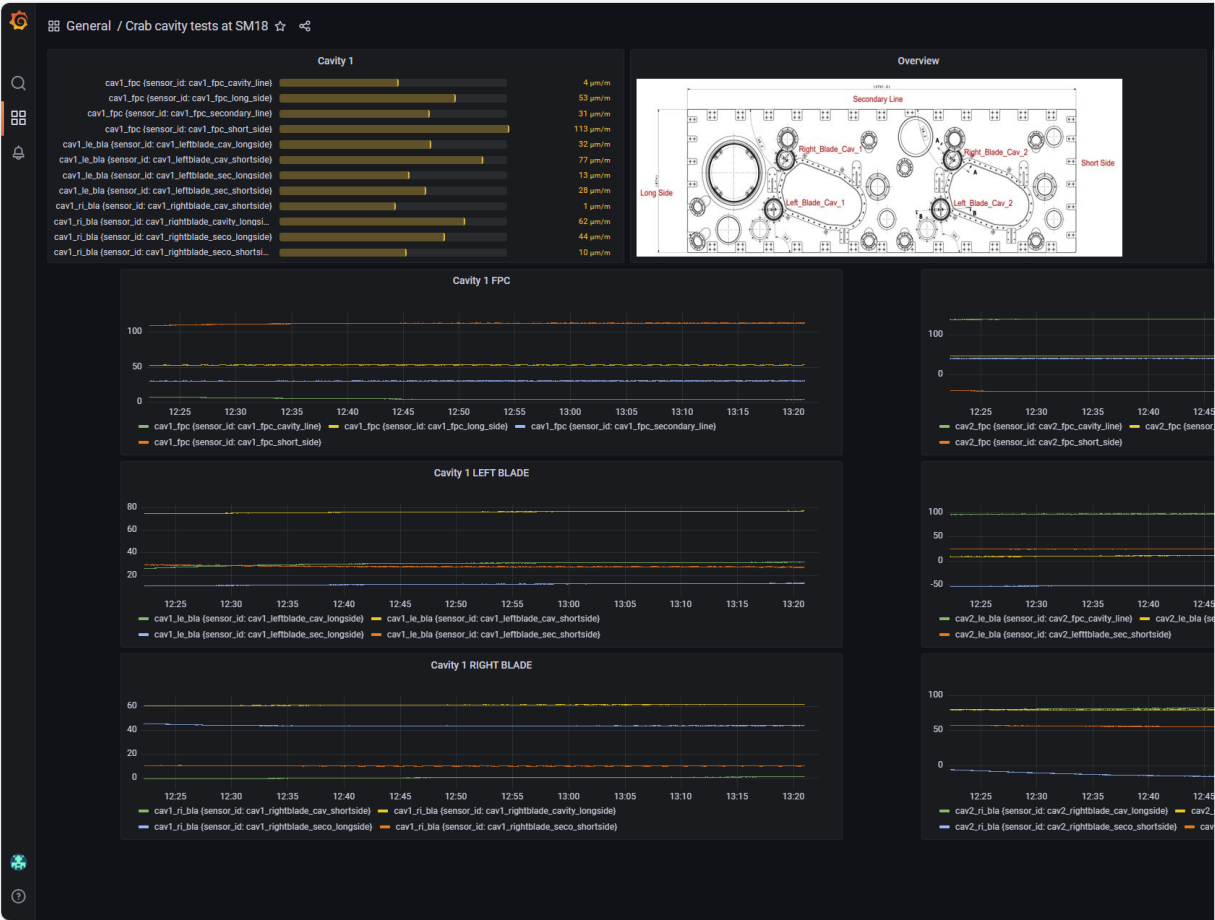 General / Crab cavity tests at SM18
Cavity 1
cav1_fpc {sensor_id: cav1_fpc_cavity_line} 4 µm/m
cav1_fpc {sensor_id: cav1_fpc_long_side} 53 µm/m
cav1_fpc {sensor_id: cav1_fpc_secondary_line} 31 µm/m
cav1_fpc {sensor_id: cav1_fpc_short_side} 113 µm/m
cav1_le_bla {sensor_id: cav1_leftblade_cav_longside} 32 µm/m
cav1_le_bla {sensor_id: cav1_leftblade_cav_shortside} 77 µm/m
cav1_le_bla {sensor_id: cav1_leftblade_sec_longside} 13 µm/m
cav1_le_bla {sensor_id: cav1_leftblade_sec_shortside} 28 µm/m
cav1_ri_bla {sensor_id: cav1_rightblade_cav_shortside} 1 µm/m
cav1_ri_bla {sensor_id: cav1_rightblade_cavity_longsi... 62 µm/m
cav1_ri_bla {sensor_id: cav1_rightblade_seco_longside} 44 µm/m
cav1_ri_bla {sensor_id: cav1_rightblade_seco_shortsi... 10 µm/m
Overview
Secondary Line
Right_Blade_Cav_1
Right_Blade_Cav_2
Short Side
Long Side
Left_Blade_Cav_1
Left_Blade_Cav_2
A
A
B
B
Cavity 1 FPC
100
50
0
12:25 12:30 12:35 12:40 12:45 12:50 12:55 13:00 13:05 13:10 13:15 13:20
cav1_fpc {sensor_id: cav1_fpc_cavity_line} cav1_fpc {sensor_id: cav1_fpc_long_side} cav1_fpc {sensor_id: cav1_fpc_secondary_line}
cav1_fpc {sensor_id: cav1_fpc_short_side}
100
0
12:25 12:30 12:35 12:40 12:45
cav2_fpc {sensor_id: cav2_fpc_cavity_line} cav2_fpc {sensor
cav2_fpc {sensor_id: cav2_fpc_short_side}
Cavity 1 LEFT BLADE
80
60
40
20
12:25 12:30 12:35 12:40 12:45 12:50 12:55 13:00 13:05 13:10 13:15 13:20
cav1_le_bla {sensor_id: cav1_leftblade_cav_longside} cav1_le_bla {sensor_id: cav1_leftblade_cav_shortside}
cav1_le_bla {sensor_id: cav1_leftblade_sec_longside} cav1_le_bla {sensor_id: cav1_leftblade_sec_shortside}
100
50
0
-50
12:25 12:30 12:35 12:40 12:45
cav2_le_bla {sensor_id: cav2_fpc_cavity_line} cav2_le_bla {se
cav2_le_bla {sensor_id: cav2_lefttblade_sec_shortside}
Cavity 1 RIGHT BLADE
60
40
20
0
12:25 12:30 12:35 12:40 12:45 12:50 12:55 13:00 13:05 13:10 13:15 13:20
cav1_ri_bla {sensor_id: cav1_rightblade_cav_shortside} cav1_ri_bla {sensor_id: cav1_rightblade_cavity_longside}
cav1_ri_bla {sensor_id: cav1_rightblade_seco_longside} cav1_ri_bla {sensor_id: cav1_rightblade_seco_shortside}
100
50
0
12:25 12:30 12:35 12:40 12:45
cav2_ri_bla {sensor_id: cav2_rightblade_cav_longside} cav2_
cav2_ri_bla {sensor_id: cav2_rightblade_seco_shortside} cav